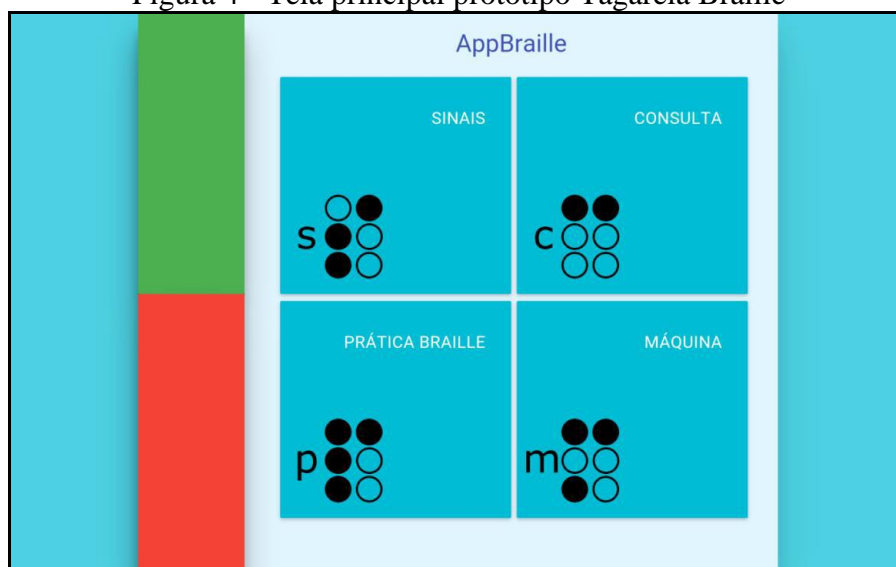 Figura 4 - Tela principal protótipo Tagarela Braille
AppBraille
SINAIS
CONSULTA
s
c
PRÁTICA BRAILLE
MÁQUINA
p
m